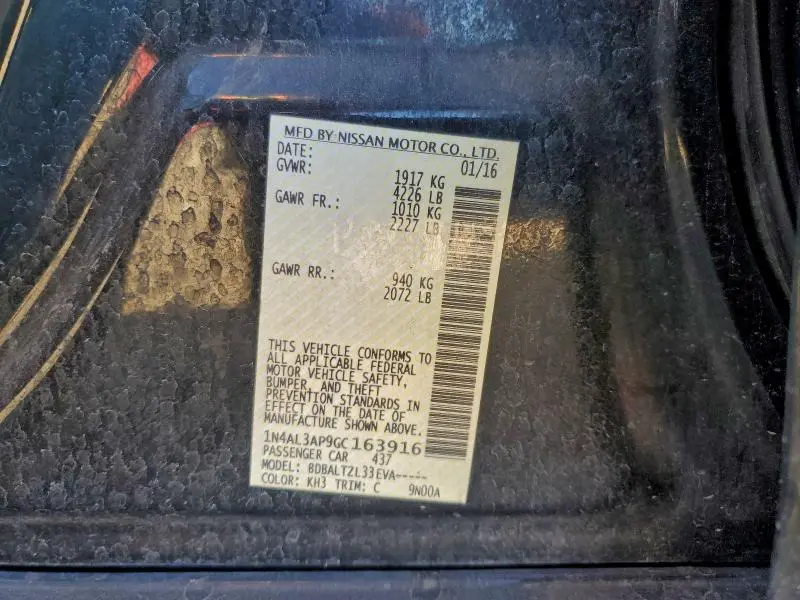 MFD BY NISSAN MOTOR CO., LTD.
DATE: 01/16
GVWR: 1917 KG
4226 LB
GAWR FR.: 1010 KG
2227 LB
GAWR RR.: 940 KG
2072 LB
THIS VEHICLE CONFORMS TO
ALL APPLICABLE FEDERAL
MOTOR VEHICLE SAFETY,
BUMPER, AND THEFT
PREVENTION STANDARDS IN
EFFECT ON THE DATE OF
MANUFACTURE SHOWN ABOVE.
1N4AL3AP9GC163916
PASSENGER CAR 437
MODEL: BDBALTZL33EVA-----
COLOR: KH3 TRIM: C 9N00A